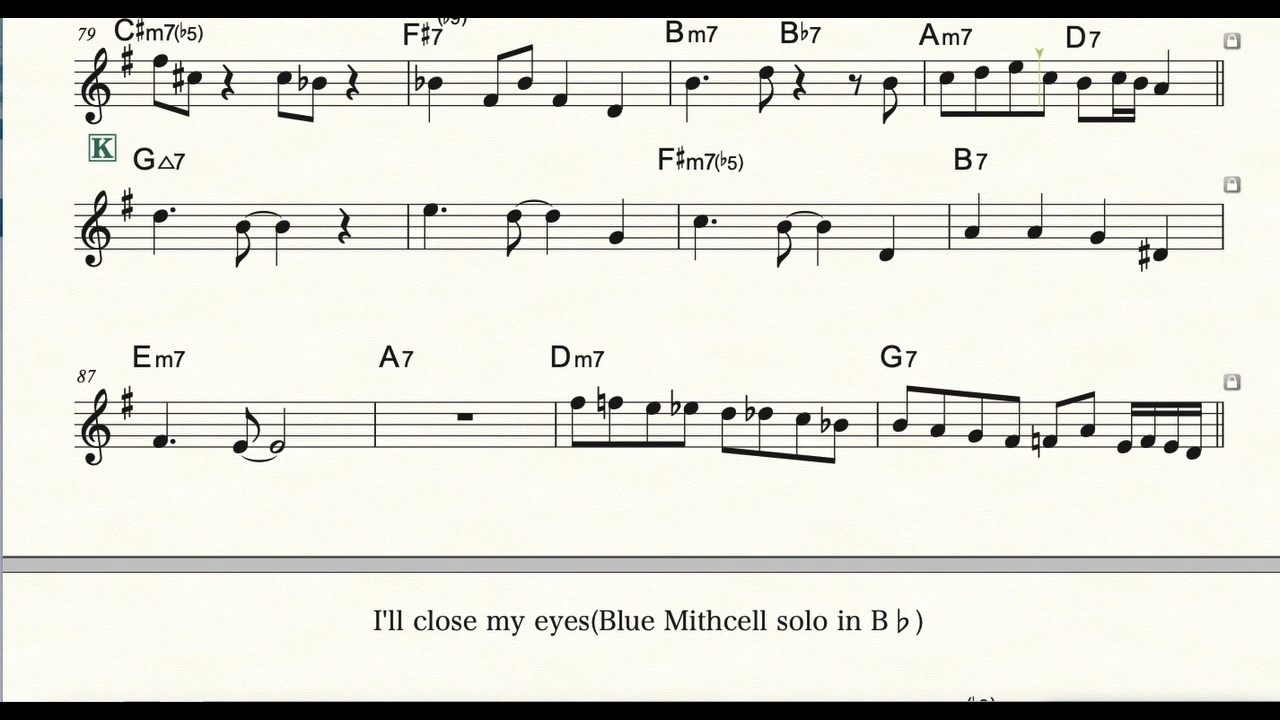 79 C#m7(♭5) F#7(♭9) Bm7 B♭7 Am7 D7
K
G△7 F#m7(♭5) B7
Em7 A7 Dm7 G7
87
I'll close my eyes(Blue Mithcell solo in B♭)
(♭9)